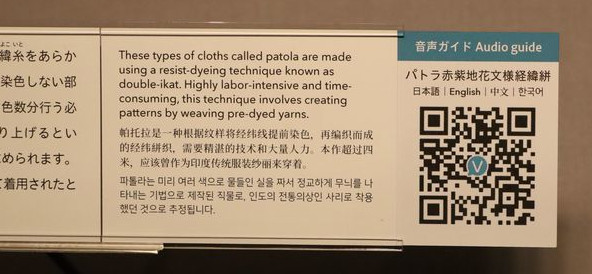 よこ いと
緯糸をあらか
染色しない部
色数分行う必
り上げるとい
められます。
て着用されたと
These types of cloths called patola are made
using a resist-dyeing technique known as
double-ikat. Highly labor-intensive and time-
consuming, this technique involves creating
patterns by weaving pre-dyed yarns.
帕托拉是一种根据纹样将经纬线提前染色，再编织而成
的经纬絣织，需要精湛的技术和大量人力。本作超过四
米，应该曾作为印度传统服装纱丽来穿着。
파톨라는 미리 여러 색으로 물들인 실을 짜서 정교하게 무늬를 나
타내는 기법으로 제작된 직물로, 인도의 전통의상인 사리로 착용
했던 것으로 추정됩니다.
音声ガイド Audio guide
パトラ赤紫地花文様経緯絣
日本語｜English｜中文｜한국어
V